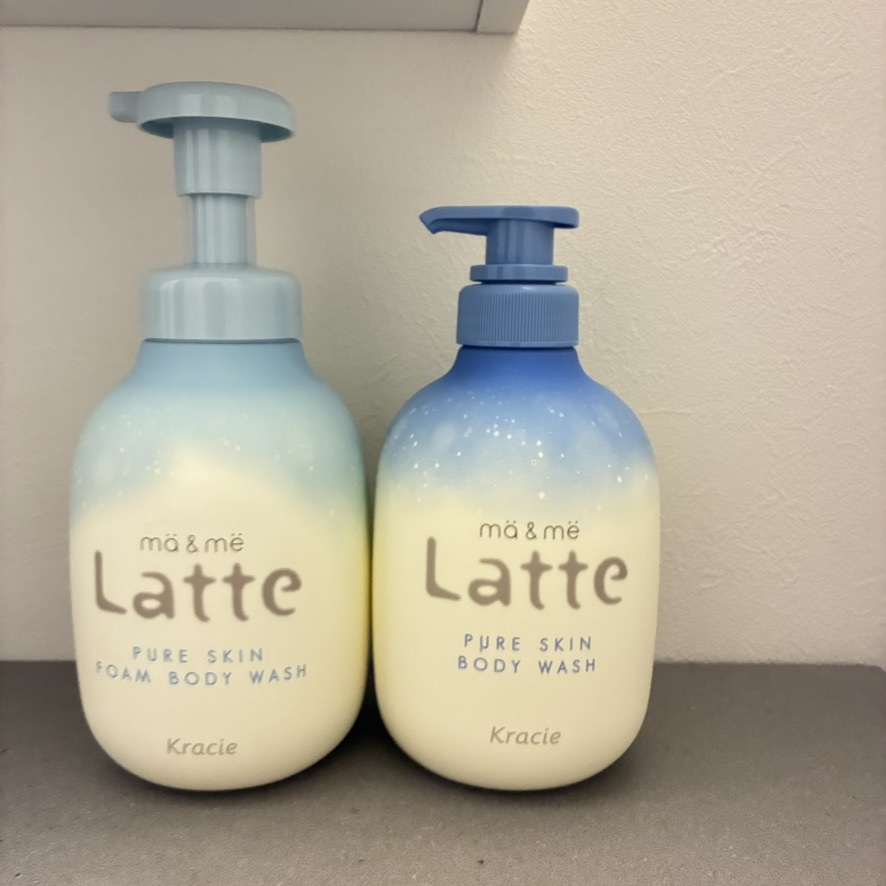 mä & më
Latte
PURE SKIN
FOAM BODY WASH
Kracie
mä & më
Latte
PURE SKIN
BODY WASH
Kracie